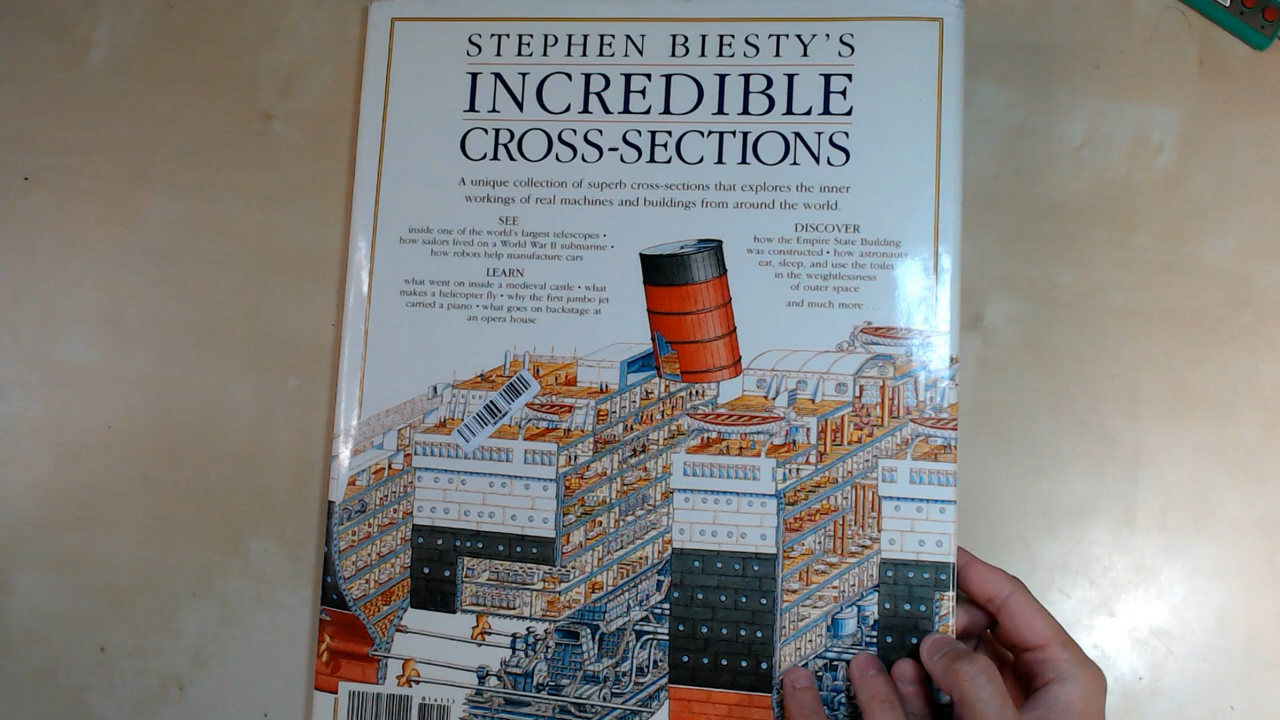 STEPHEN BIESTY'S
INCREDIBLE
CROSS-SECTIONS
A unique collection of superb cross-sections that explores the inner
workings of real machines and buildings from around the world.
SEE
inside one of the world's largest telescopes •
how sailors lived on a World War II submarine •
how robots help manufacture cars
LEARN
what went on inside a medieval castle • what
makes a helicopter fly • why the first jumbo jet
carried a piano • what goes on backstage at
an opera house
DISCOVER
how the Empire State Building
was constructed • how astronauts
eat, sleep, and use the toilet
in the weightlessness
of outer space
and much more . . .